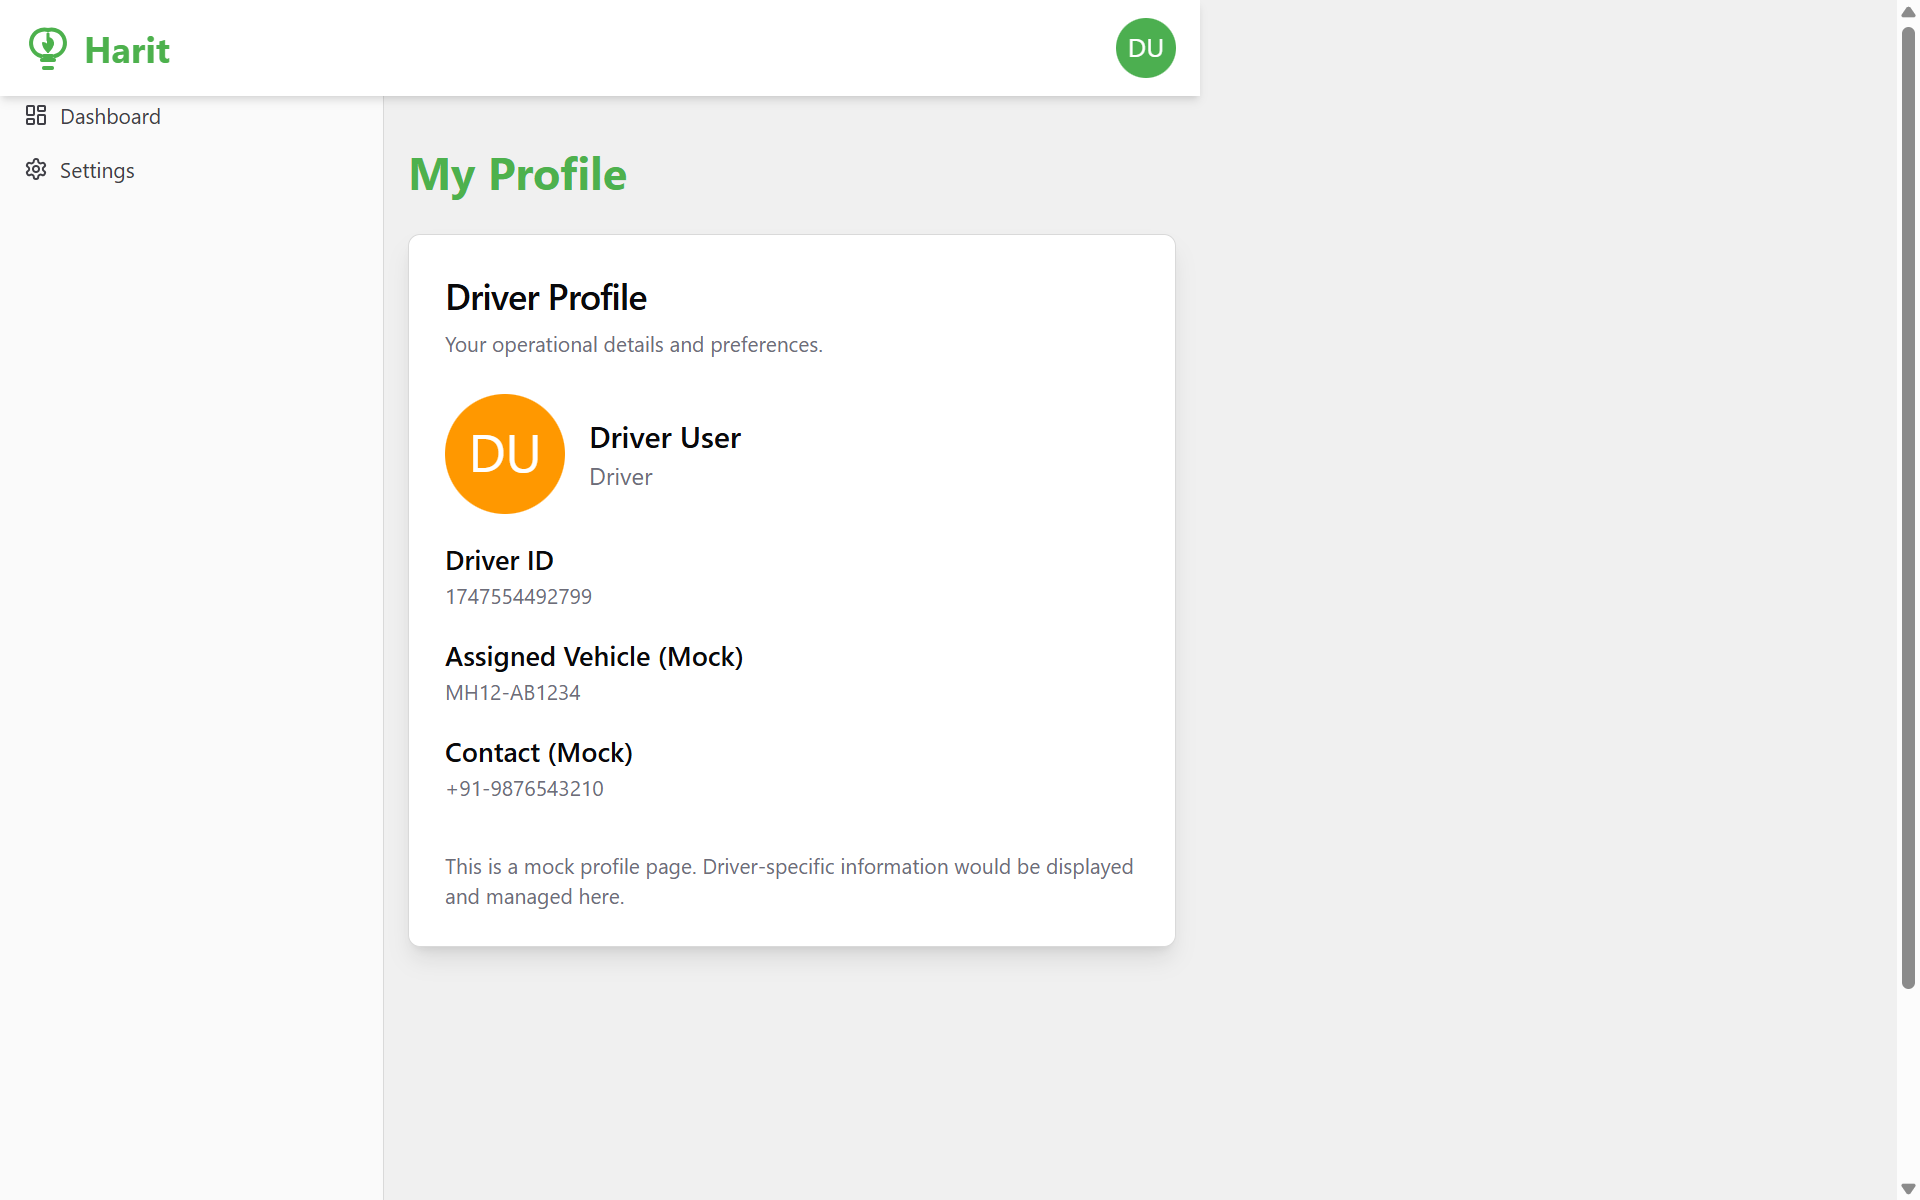 Harit
DU
Dashboard
Settings
My Profile
Driver Profile
Your operational details and preferences.
DU
Driver User
Driver
Driver ID
1747554492799
Assigned Vehicle (Mock)
MH12-AB1234
Contact (Mock)
+91-9876543210
This is a mock profile page. Driver-specific information would be displayed
and managed here.